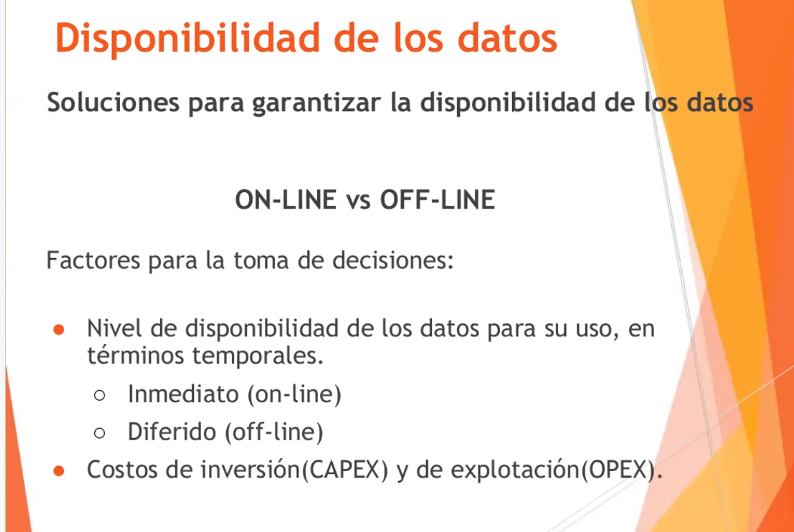 Disponibilidad de los datos
Soluciones para garantizar la disponibilidad de los datos
ON-LINE vs OFF-LINE
Factores para la toma de decisiones:
● Nivel de disponibilidad de los datos para su uso, en
términos temporales.
○ Inmediato (on-line)
○ Diferido (off-line)
● Costos de inversión(CAPEX) y de explotación(OPEX).